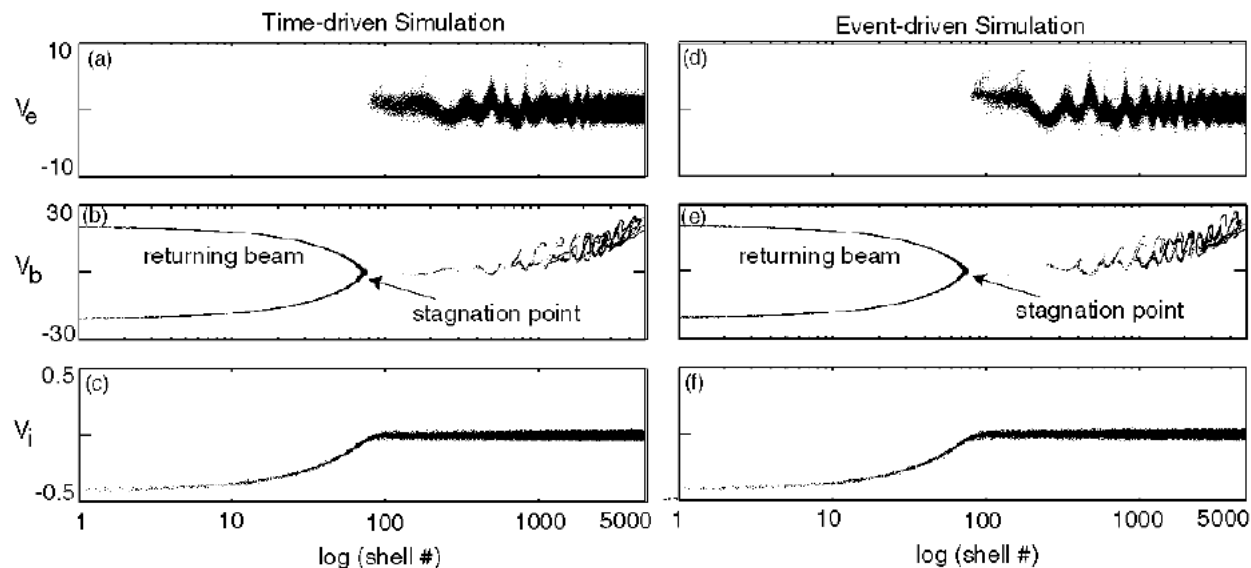 Time-driven Simulation
Event-driven Simulation
10
(a)
(d)
Ve
-10
30
(b)
(e)
returning beam
returning beam
Vb
stagnation point
stagnation point
-30
0.5
(c)
(f)
Vi
-0.5
1
10
100
1000
5000
1
10
100
1000
5000
log (shell #)
log (shell #)